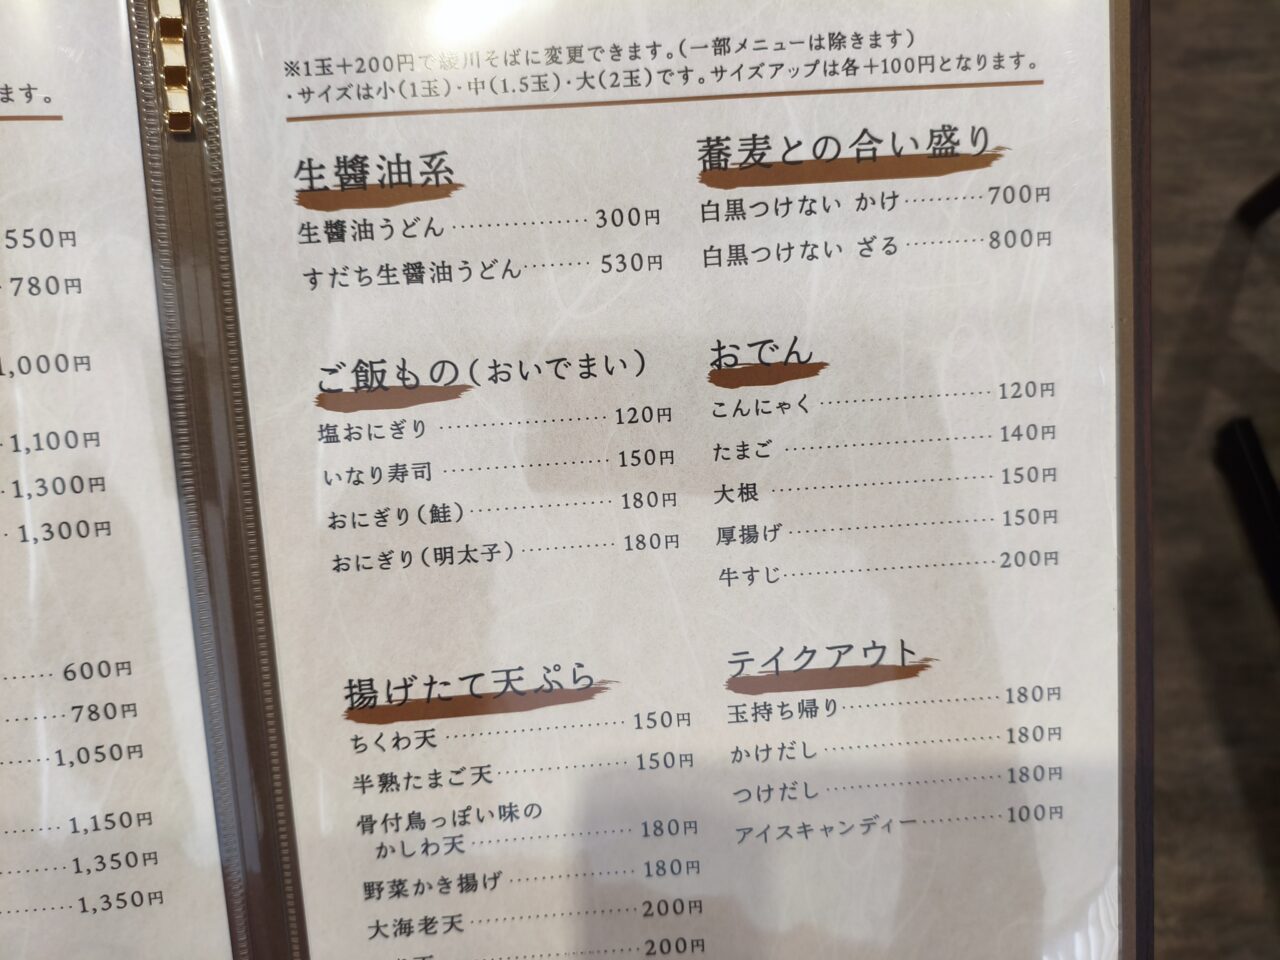 ます。
550円
780円
1,000円
1,100円
1,300円
1,300円
600円
780円
1,050円
1,150円
1,350円
1,350円
※1玉＋200円で綾川そばに変更できます。(一部メニューは除きます)
・サイズは小(1玉)・中(1.5玉)・大(2玉)です。サイズアップは各＋100円となります。
生醬油系
生醬油うどん 300円
すだち生醬油うどん 530円
ご飯もの(おいでまい)
塩おにぎり 120円
いなり寿司 150円
おにぎり(鮭) 180円
おにぎり(明太子) 180円
揚げたて天ぷら
ちくわ天 150円
半熟たまご天 150円
骨付鳥っぽい味の
かしわ天 180円
野菜かき揚げ 180円
大海老天 200円
200円
蕎麦との合い盛り
白黒つけない かけ 700円
白黒つけない ざる 800円
おでん
こんにゃく 120円
たまご 140円
大根 150円
厚揚げ 150円
牛すじ 200円
テイクアウト
玉持ち帰り 180円
かけだし 180円
つけだし 180円
アイスキャンディー 100円